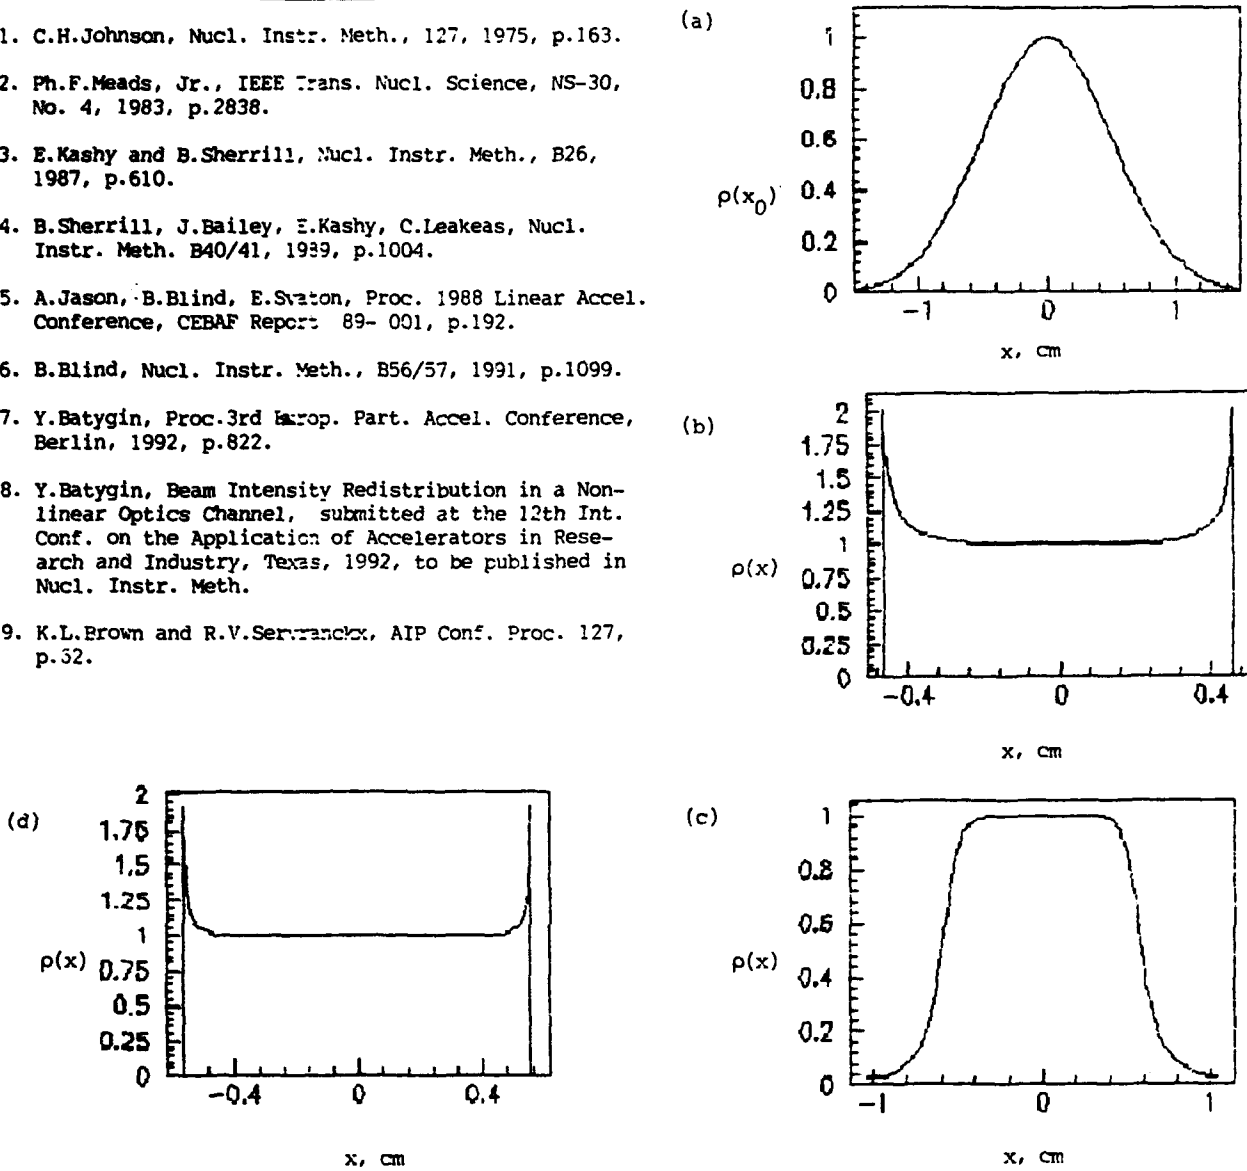 1. C.H.Johnson, Nucl. Instr. Meth., 127, 1975, p.163.
2. Ph.F.Meads, Jr., IEEE Trans. Nucl. Science, NS-30,
No. 4, 1983, p.2838.
3. E.Kashy and B.Sherrill, Nucl. Instr. Meth., B26,
1987, p.610.
4. B.Sherrill, J.Bailey, E.Kashy, C.Leakeas, Nucl.
Instr. Meth. B40/41, 1989, p.1004.
5. A.Jason, B.Blind, E.Svaton, Proc. 1988 Linear Accel.
Conference, CEBAF Report 89- 001, p.192.
6. B.Blind, Nucl. Instr. Meth., B56/57, 1991, p.1099.
7. Y.Batygin, Proc.3rd Europ. Part. Accel. Conference,
Berlin, 1992, p.822.
8. Y.Batygin, Beam Intensity Redistribution in a Non-
linear Optics Channel, submitted at the 12th Int.
Conf. on the Application of Accelerators in Rese-
arch and Industry, Texas, 1992, to be published in
Nucl. Instr. Meth.
9. K.L.Brown and R.V.Servranckx, AIP Conf. Proc. 127,
p.62.
(a)
1
0.8
0.6
ρ(x0) 0.4
0.2
0
-1 0 1
x, cm
(b)
2
1.75
1.5
1.25
1
ρ(x) 0.75
0.5
0.25
0
-0.4 0 0.4
x, cm
(d)
2
1.75
1.5
1.25
1
ρ(x) 0.75
0.5
0.25
0
-0.4 0 0.4
x, cm
(c)
1
0.8
0.6
ρ(x) 0.4
0.2
0
-1 0 1
x, cm